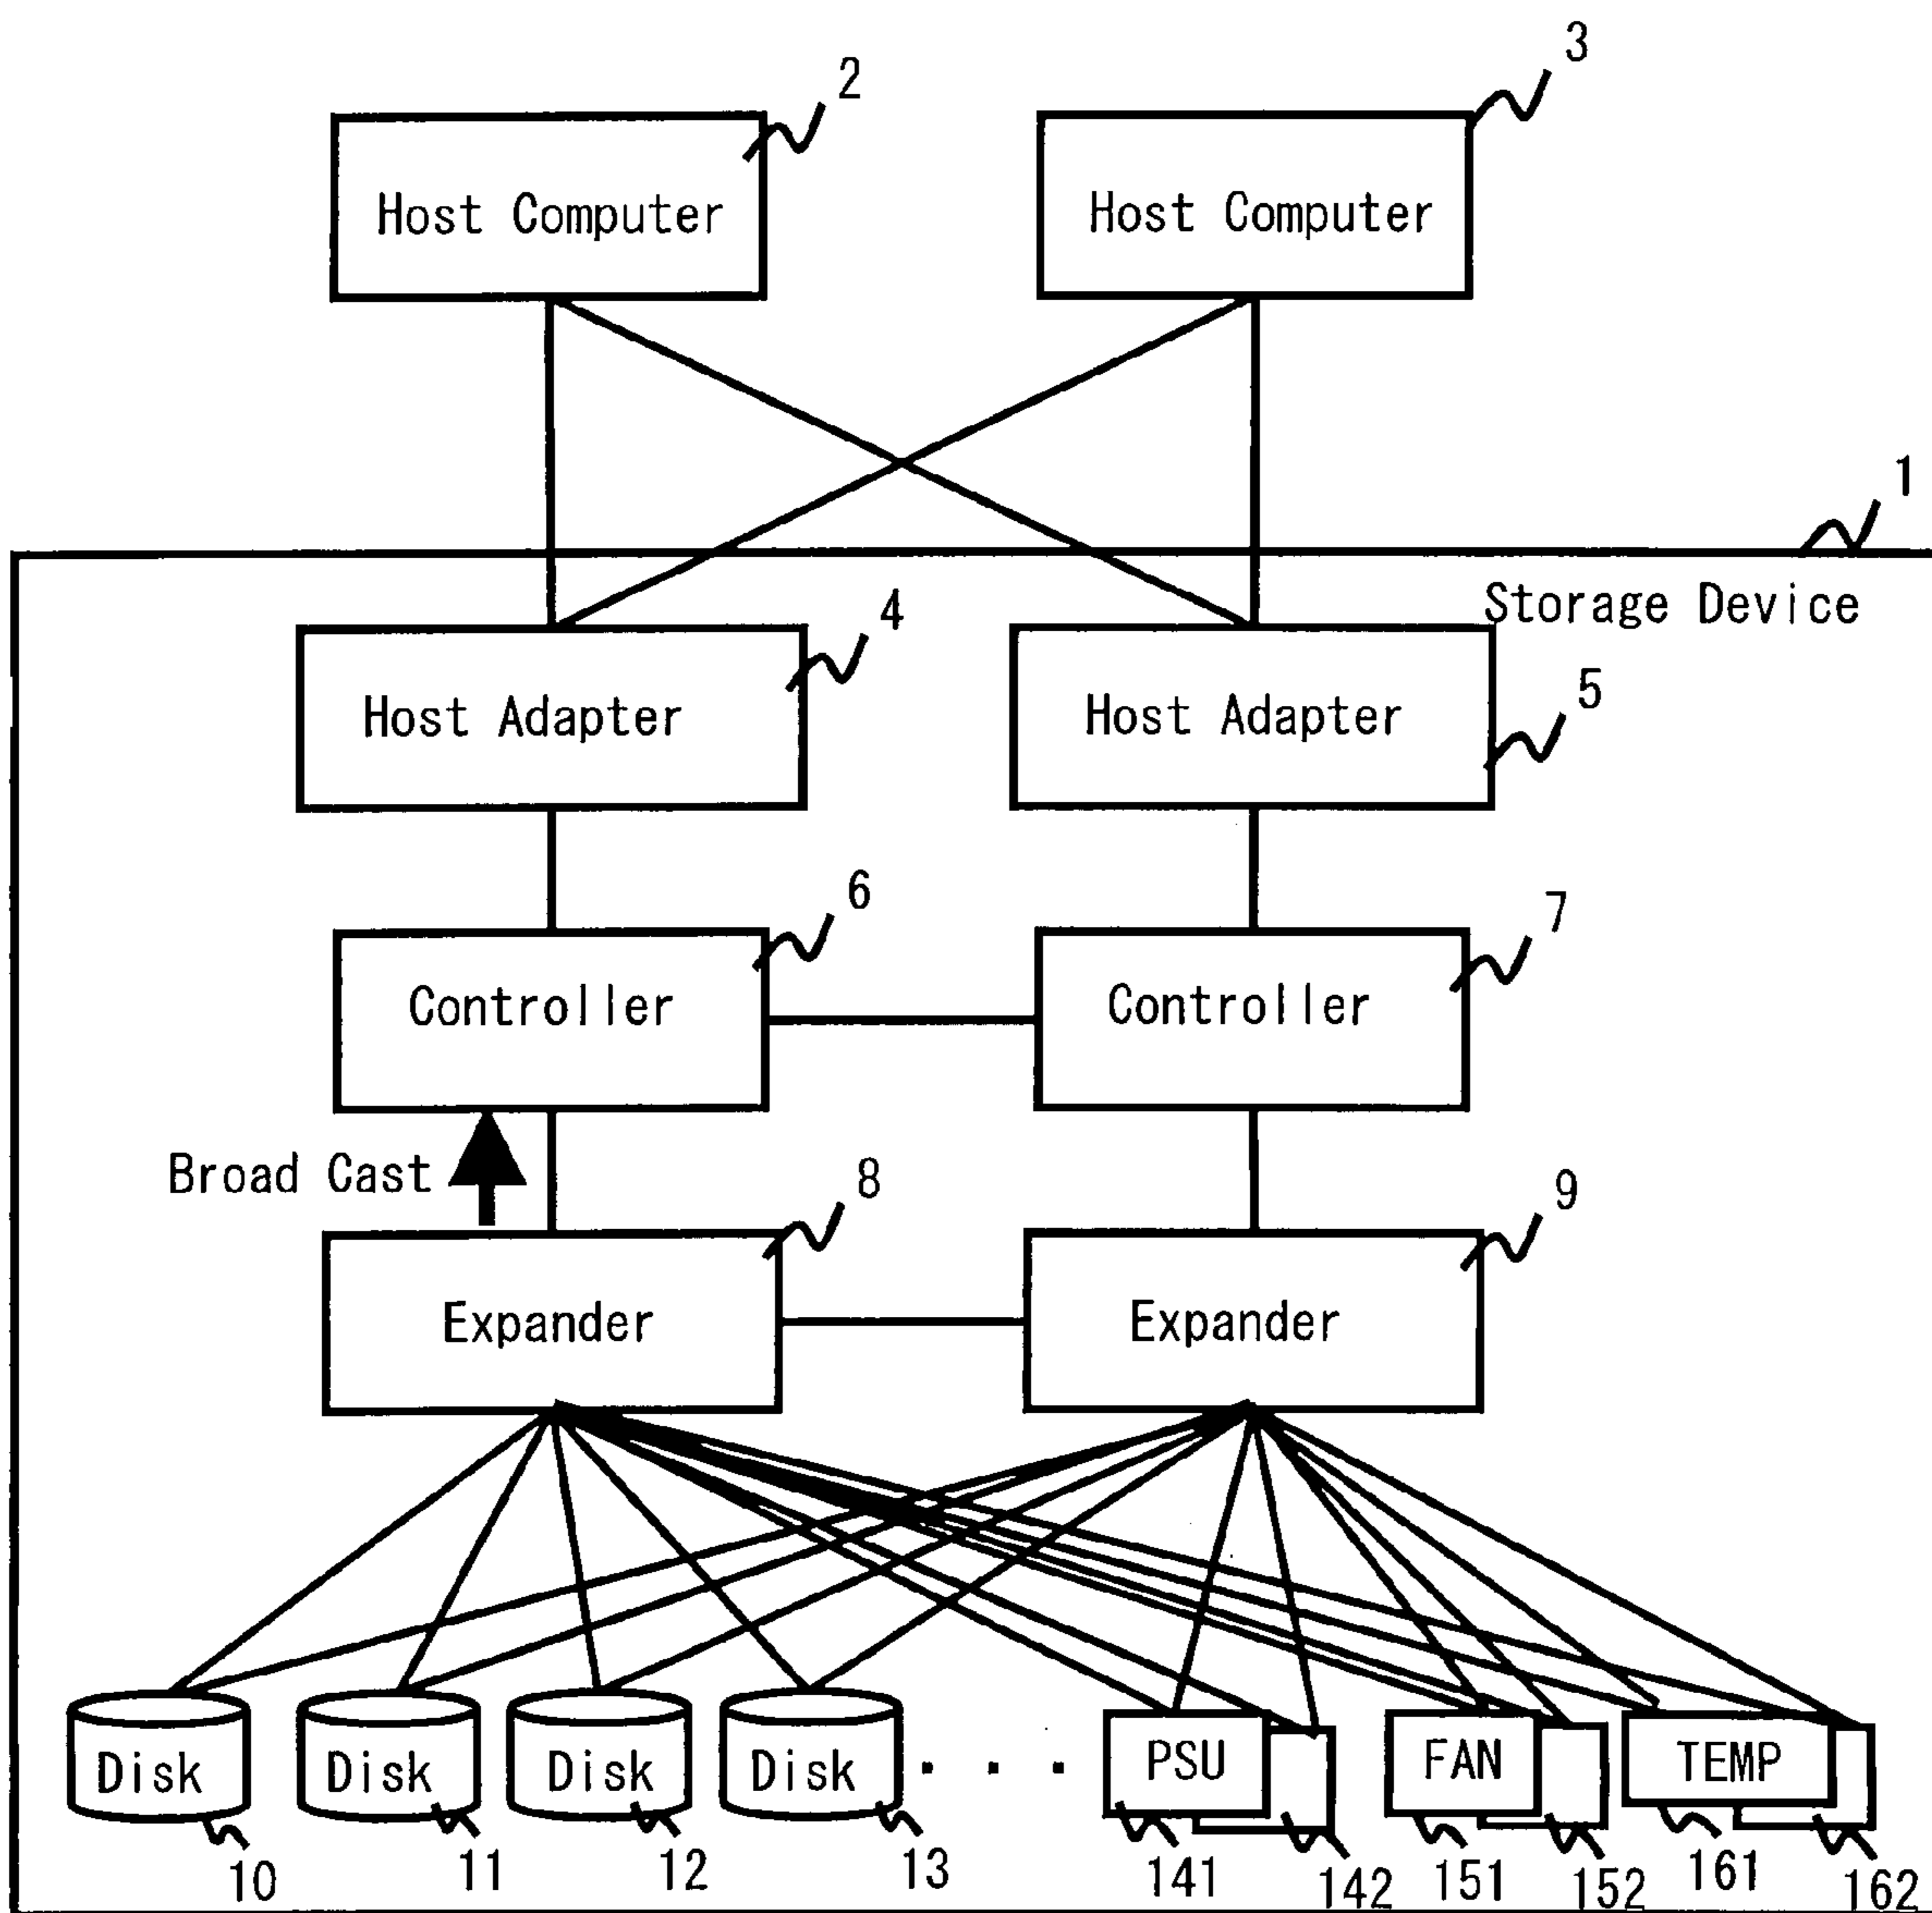 3
2
Host Computer
Host Computer
1
Storage Device
4
5
Host Adapter
Host Adapter
6
7
Controller
Controller
Broad Cast
8
9
Expander
Expander
Disk
Disk
Disk
Disk
. . .
PSU
FAN
TEMP
10
11
12
13
141
142
151
152
161
162